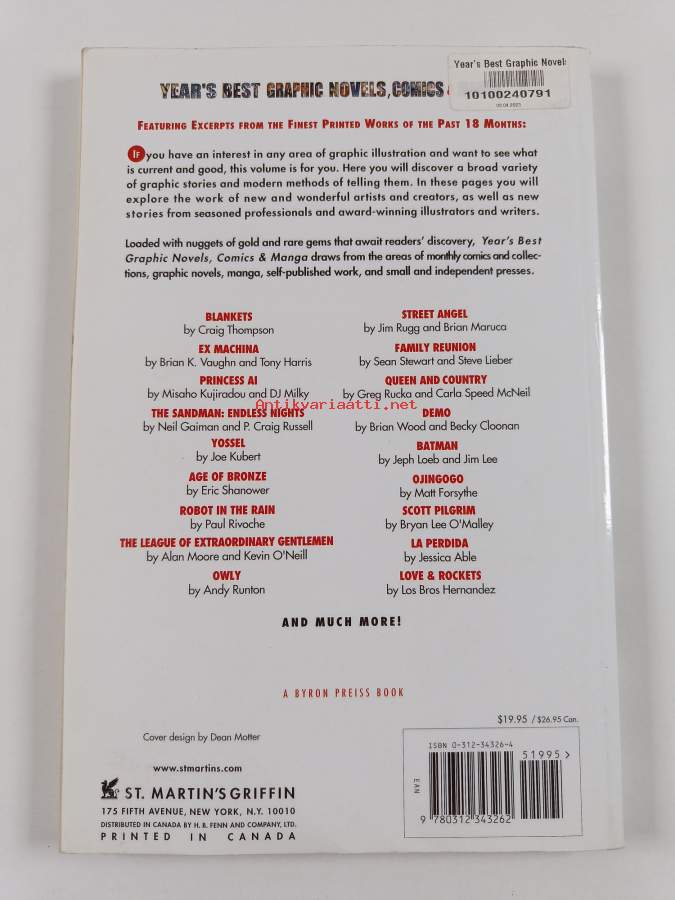 Year's Best Graphic Novels
10100240791
YEAR'S BEST GRAPHIC NOVELS, COMICS &
FEATURING EXCERPTS FROM THE FINEST PRINTED WORKS OF THE PAST 18 MONTHS:
IF you have an interest in any area of graphic illustration and want to see what
is current and good, this volume is for you. Here you will discover a broad variety
of graphic stories and modern methods of telling them. In these pages you will
explore the work of new and wonderful artists and creators, as well as new
stories from seasoned professionals and award-winning illustrators and writers.
Loaded with nuggets of gold and rare gems that await readers' discovery, Year's Best
Graphic Novels, Comics & Manga draws from the areas of monthly comics and collec-
tions, graphic novels, manga, self-published work, and small and independent presses.
BLANKETS
by Craig Thompson
EX MACHINA
by Brian K. Vaughn and Tony Harris
PRINCESS AI
by Misaho Kujiradou and DJ Milky
THE SANDMAN: ENDLESS NIGHTS
by Neil Gaiman and P. Craig Russell
YOSSEL
by Joe Kubert
AGE OF BRONZE
by Eric Shanower
ROBOT IN THE RAIN
by Paul Rivoche
THE LEAGUE OF EXTRAORDINARY GENTLEMEN
by Alan Moore and Kevin O'Neill
OWLY
by Andy Runton
STREET ANGEL
by Jim Rugg and Brian Maruca
FAMILY REUNION
by Sean Stewart and Steve Lieber
QUEEN AND COUNTRY
by Greg Rucka and Carla Speed McNeil
DEMO
by Brian Wood and Becky Cloonan
BATMAN
by Jeph Loeb and Jim Lee
OJINGOGO
by Matt Forsythe
SCOTT PILGRIM
by Bryan Lee O'Malley
LA PERDIDA
by Jessica Able
LOVE & ROCKETS
by Los Bros Hernandez
Antikvariaatti.net
AND MUCH MORE!
A BYRON PREISS BOOK
$19.95 / $26.95 Can.
Cover design by Dean Motter
www.stmartins.com
ST. MARTIN'S GRIFFIN
175 FIFTH AVENUE, NEW YORK, N.Y. 10010
DISTRIBUTED IN CANADA BY H. B. FENN AND COMPANY, LTD.
PRINTED IN CANADA
ISBN 0-312-34326-4
51995>
EAN
9 780312 343262